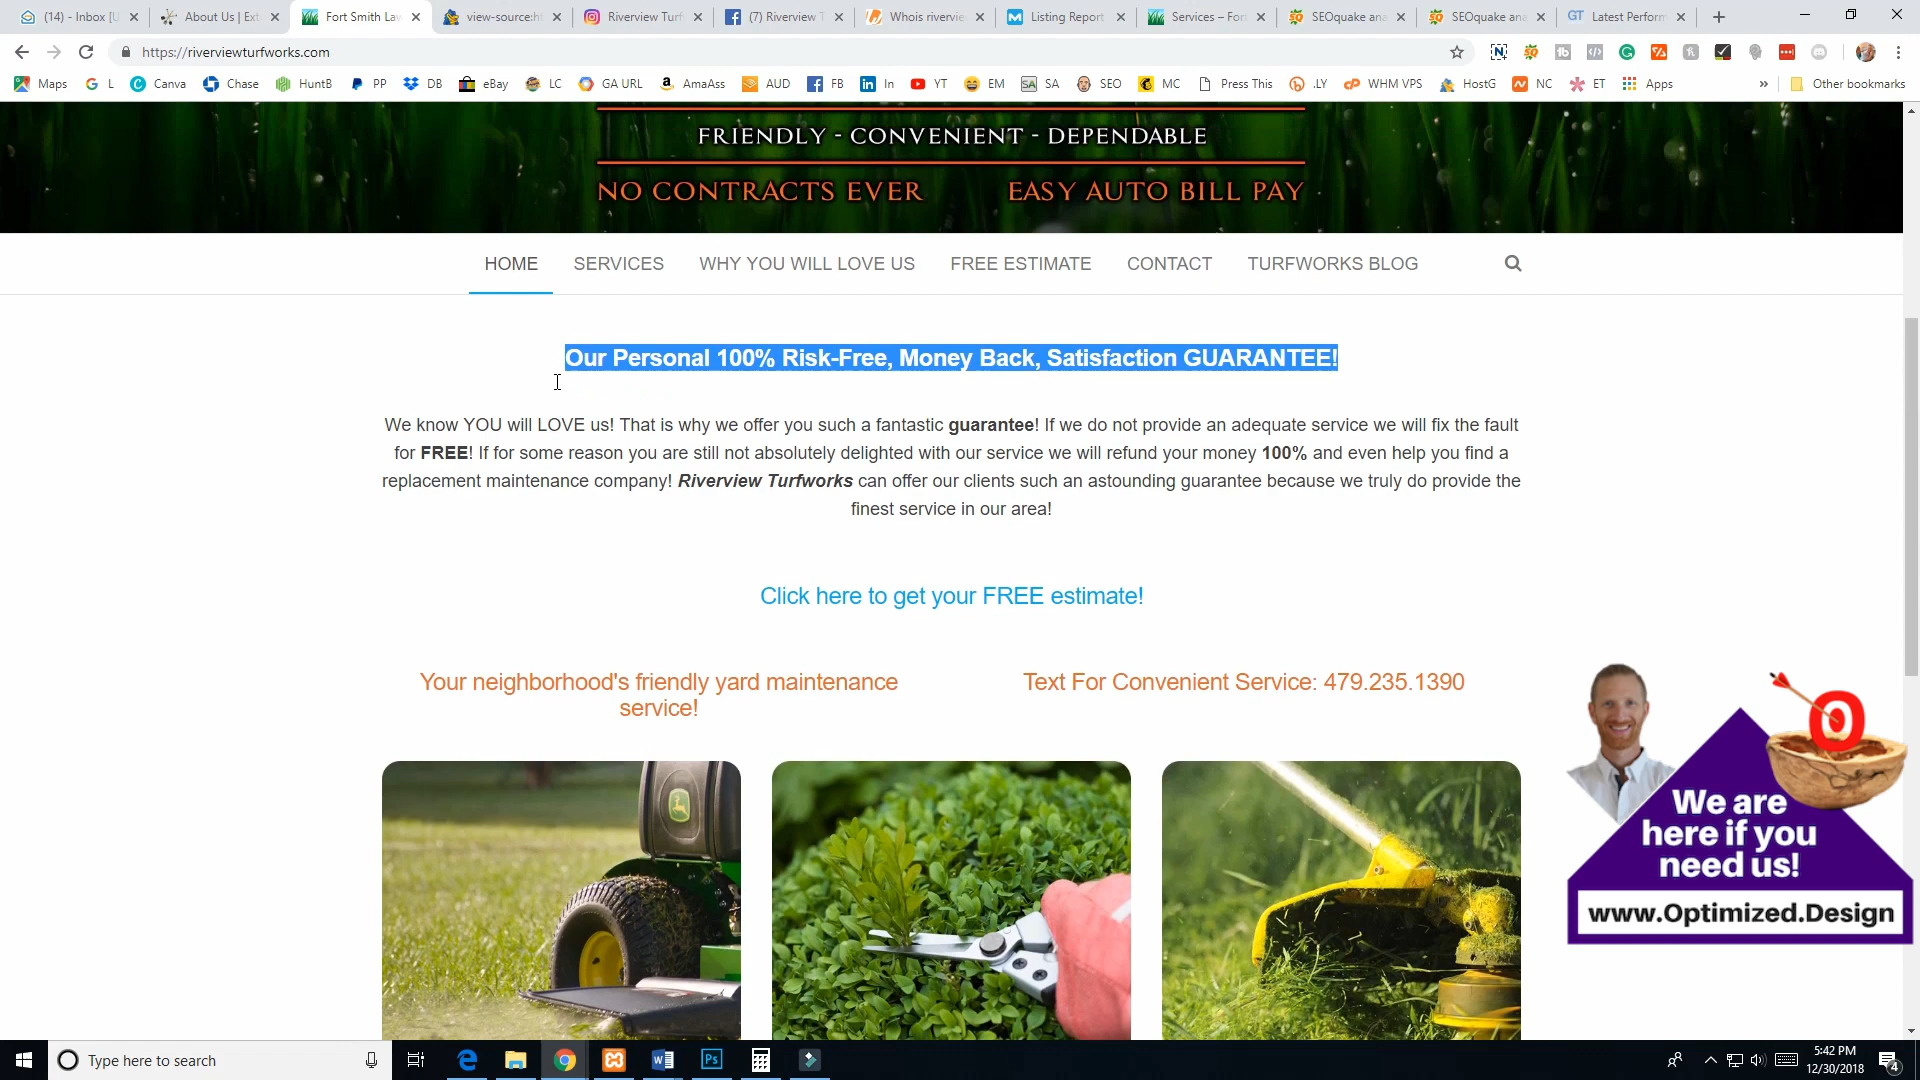 (14) - Inbox [U
About Us | Ext
Fort Smith Law
view-source:ht
Riverview Turf
(7) Riverview T
Whois rivervie
Listing Report
Services – Fort
SEOquake ana
SEOquake ana
GT Latest Perform
https://riverviewturfworks.com
Maps
L
Canva
Chase
HuntB
PP
DB
eBay
LC
GA URL
AmaAss
AUD
FB
In
YT
EM
SA
SEO
MC
Press This
.LY
WHM VPS
HostG
NC
ET
Apps
»
Other bookmarks
FRIENDLY - CONVENIENT - DEPENDABLE
NO CONTRACTS EVER EASY AUTO BILL PAY
HOME SERVICES WHY YOU WILL LOVE US FREE ESTIMATE CONTACT TURFWORKS BLOG
Our Personal 100% Risk-Free, Money Back, Satisfaction GUARANTEE!
We know YOU will LOVE us! That is why we offer you such a fantastic guarantee! If we do not provide an adequate service we will fix the fault
for FREE! If for some reason you are still not absolutely delighted with our service we will refund your money 100% and even help you find a
replacement maintenance company! Riverview Turfworks can offer our clients such an astounding guarantee because we truly do provide the
finest service in our area!
Click here to get your FREE estimate!
Your neighborhood's friendly yard maintenance
service!
Text For Convenient Service: 479.235.1390
O
We are
here if you
need us!
www.Optimized.Design
Type here to search
5:42 PM
12/30/2018
4